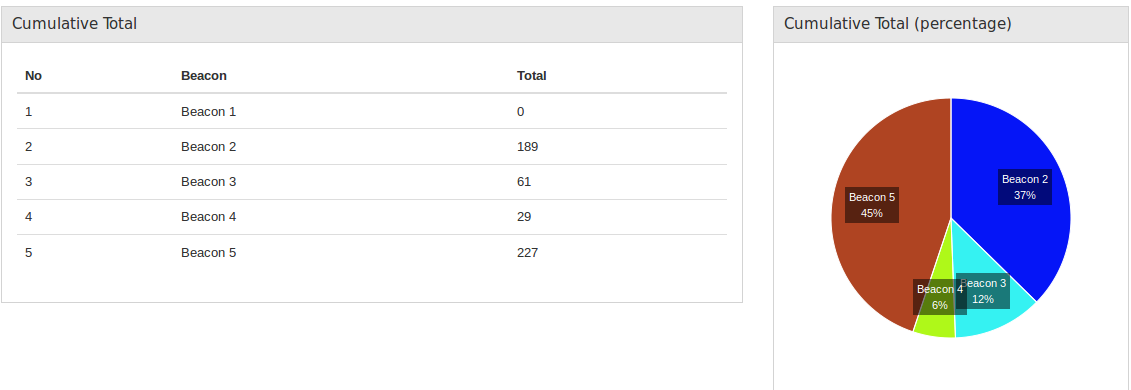 Cumulative Total
No Beacon Total
1 Beacon 1 0
2 Beacon 2 189
3 Beacon 3 61
4 Beacon 4 29
5 Beacon 5 227
Cumulative Total (percentage)
Beacon 2
37%
Beacon 5
45%
Beacon 3
12%
Beacon 4
6%